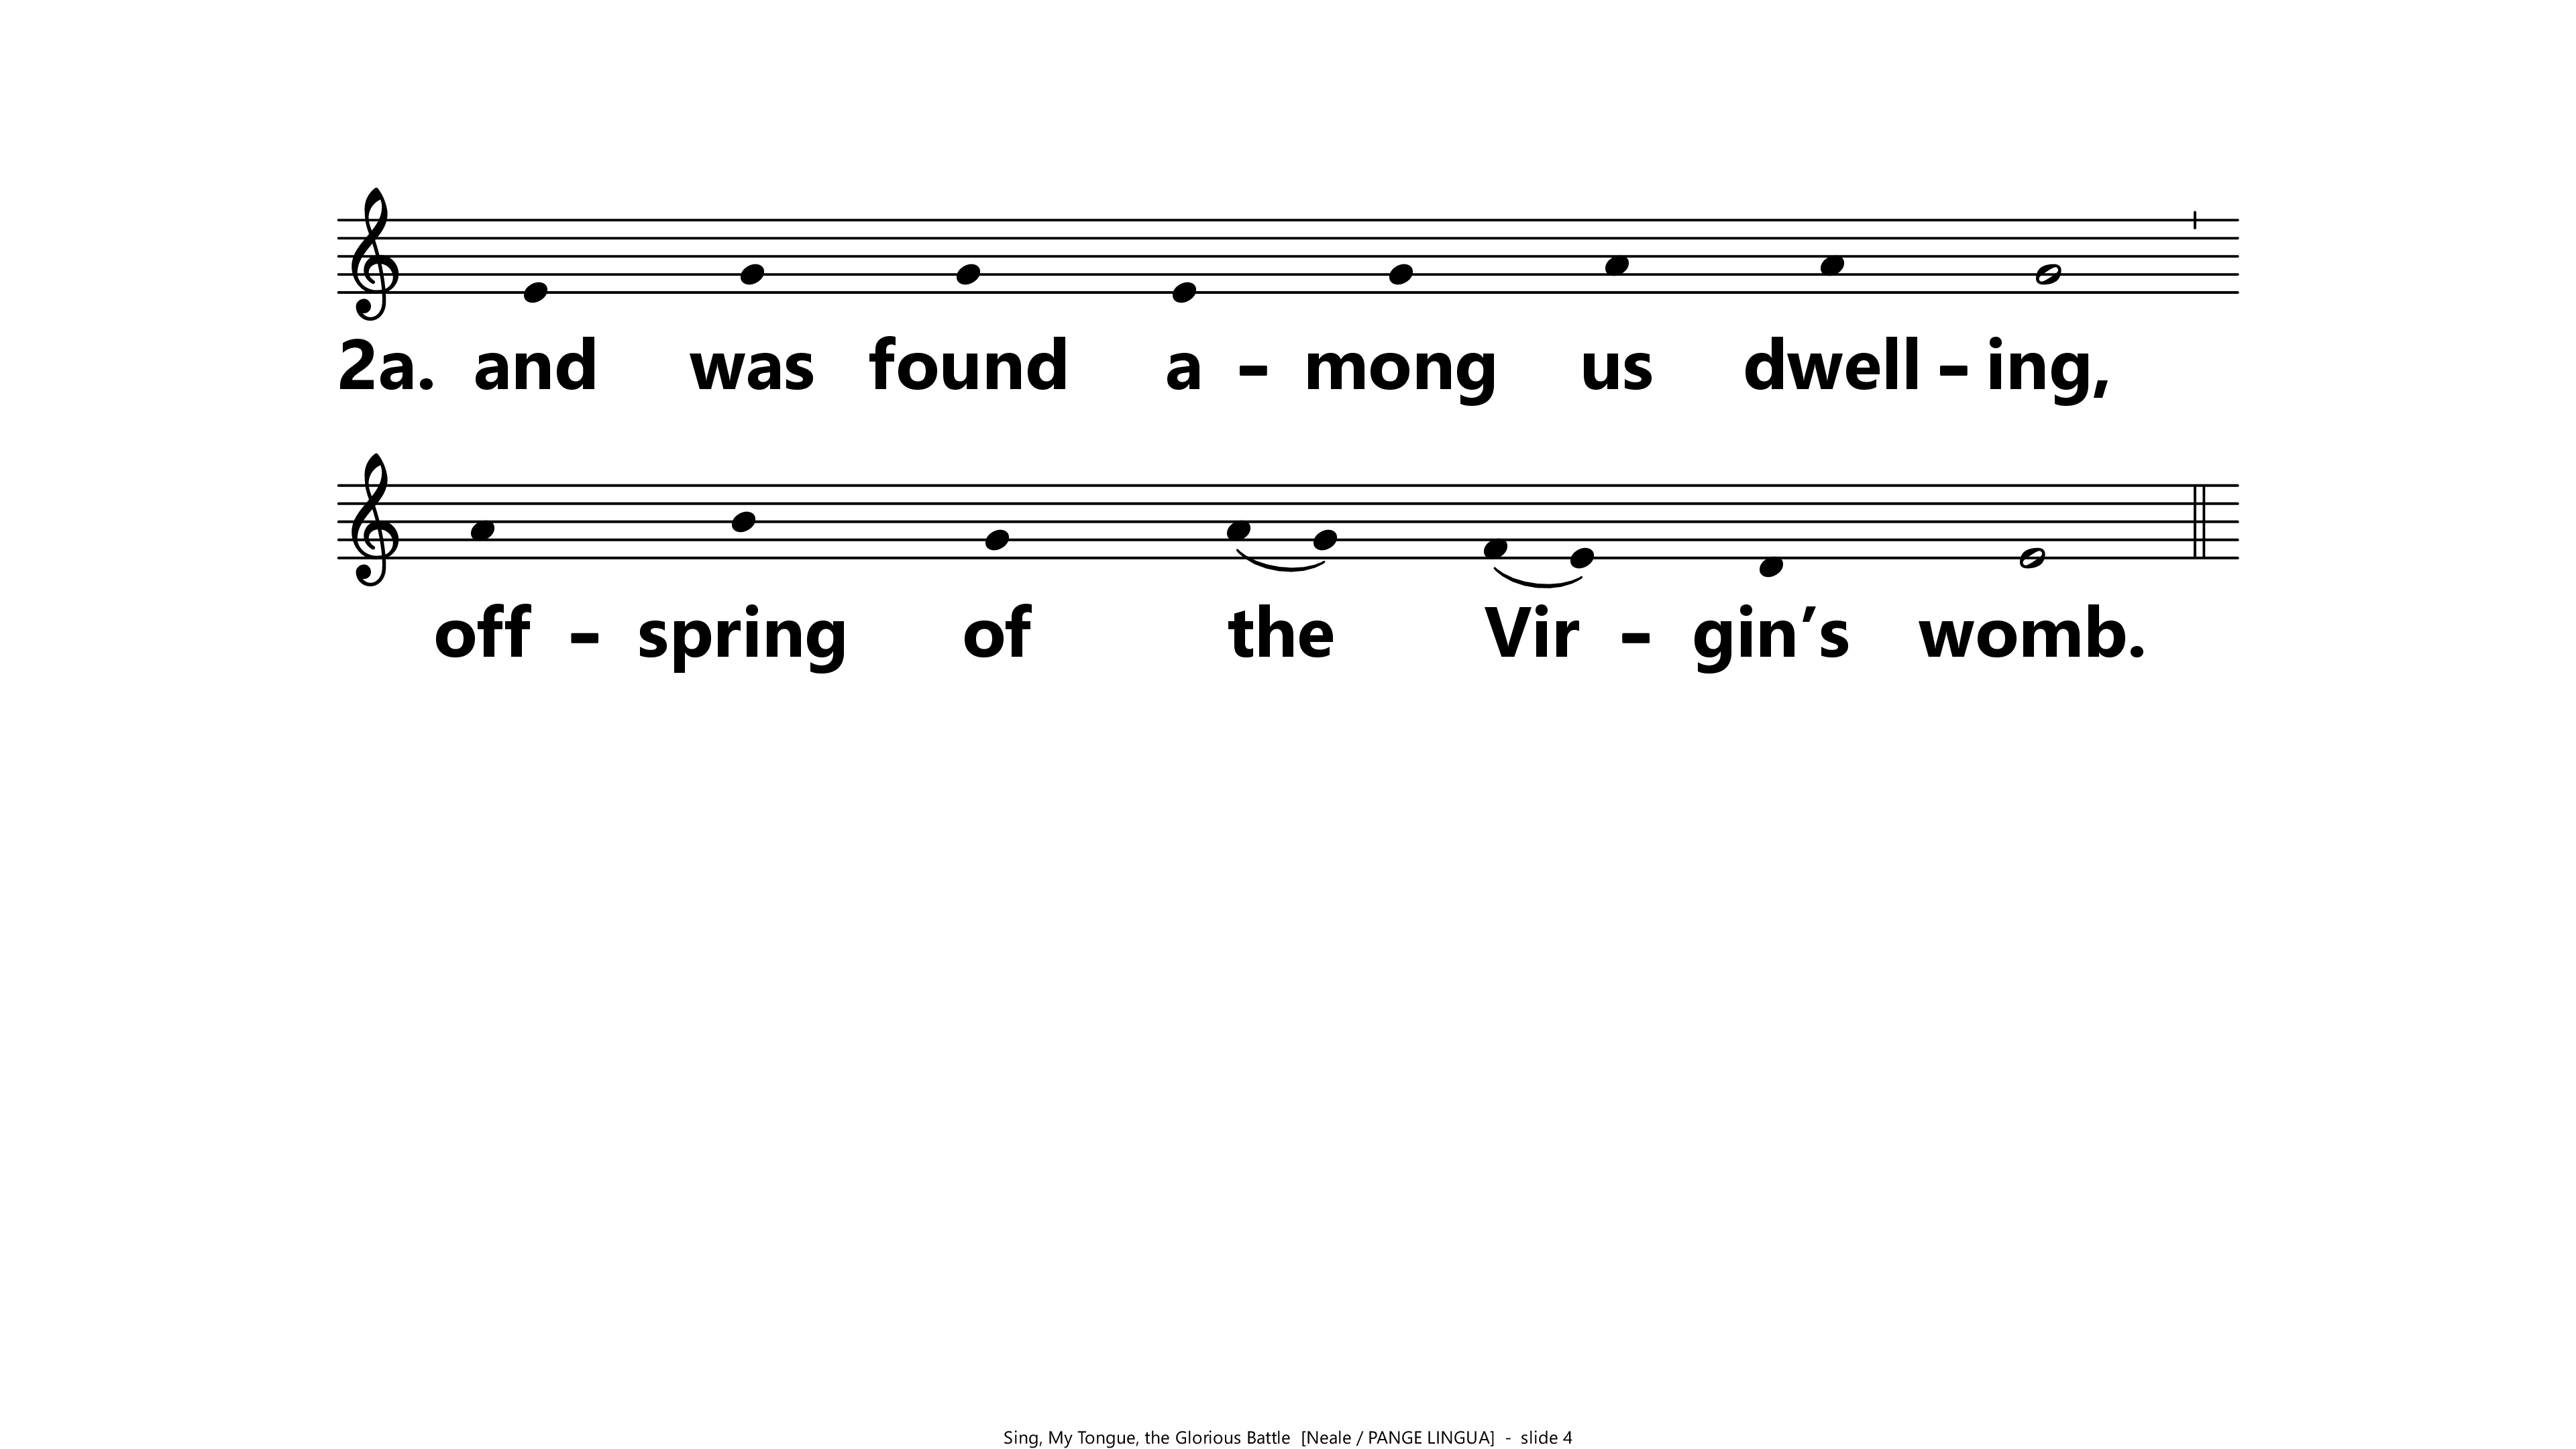 2a. and was found a - mong us dwell - ing,
off - spring of the Vir - gin’s womb.
Sing, My Tongue, the Glorious Battle [Neale / PANGE LINGUA] - slide 4